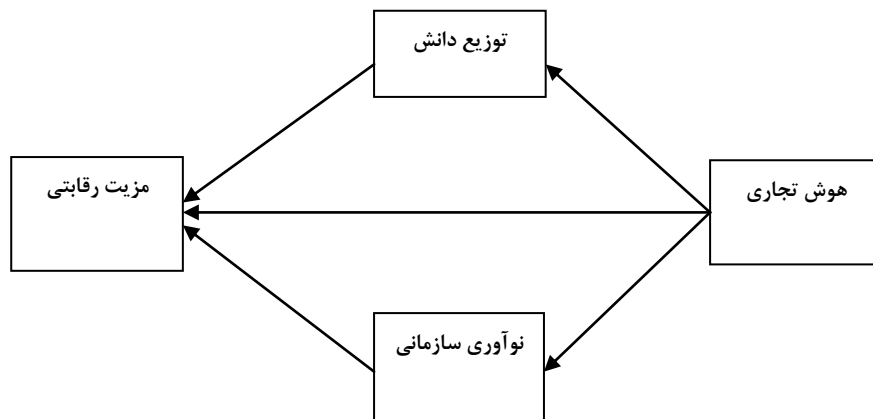 توزیع دانش
هوش تجاری
مزیت رقابتی
نوآوری سازمانی